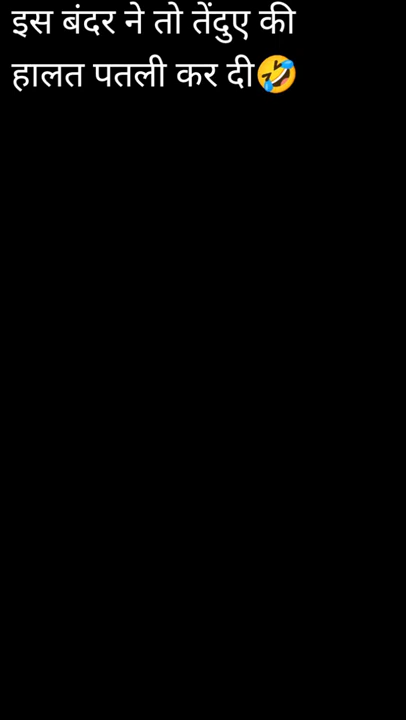 इस बंदर ने तो तेंदुए की
हालत पतली कर दी🤣